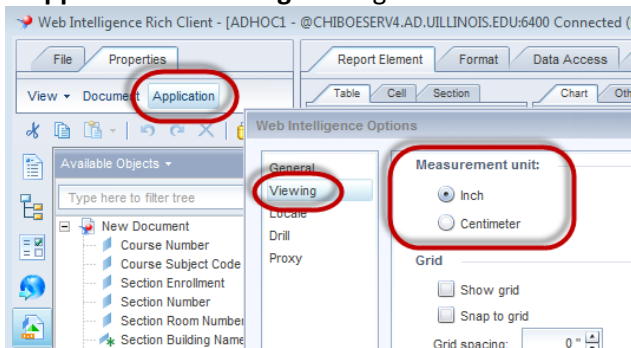 Web Intelligence Rich Client - [ADHOC1 - @CHIBOESERV4.AD.UILLINOIS.EDU:6400 Connected (
File Properties
Report Element Format Data Access
View Document Application
Table Cell Section Chart Oth
Web Intelligence Options
Available Objects
Type here to filter tree
New Document
Course Number
Course Subject Code
Section Enrollment
Section Number
Section Room Number
Section Building Name
General
Viewing
Locale
Drill
Proxy
Measurement unit:
Inch
Centimeter
Grid
Show grid
Snap to grid
Grid spacing: 0 "